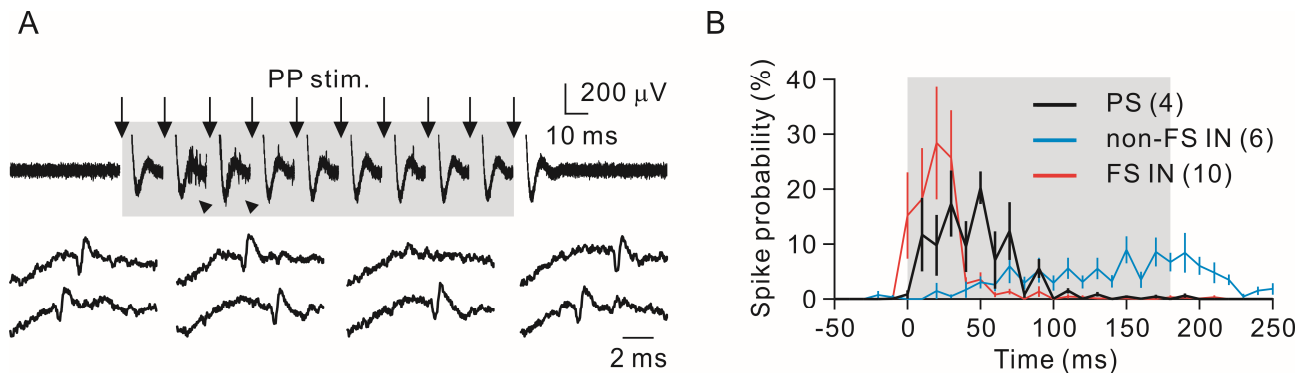 A
PP stim.
200 μV
10 ms
2 ms
B
Spike probability (%)
40
30
20
10
0
PS (4)
non-FS IN (6)
FS IN (10)
-50
0
50
100
150
200
250
Time (ms)